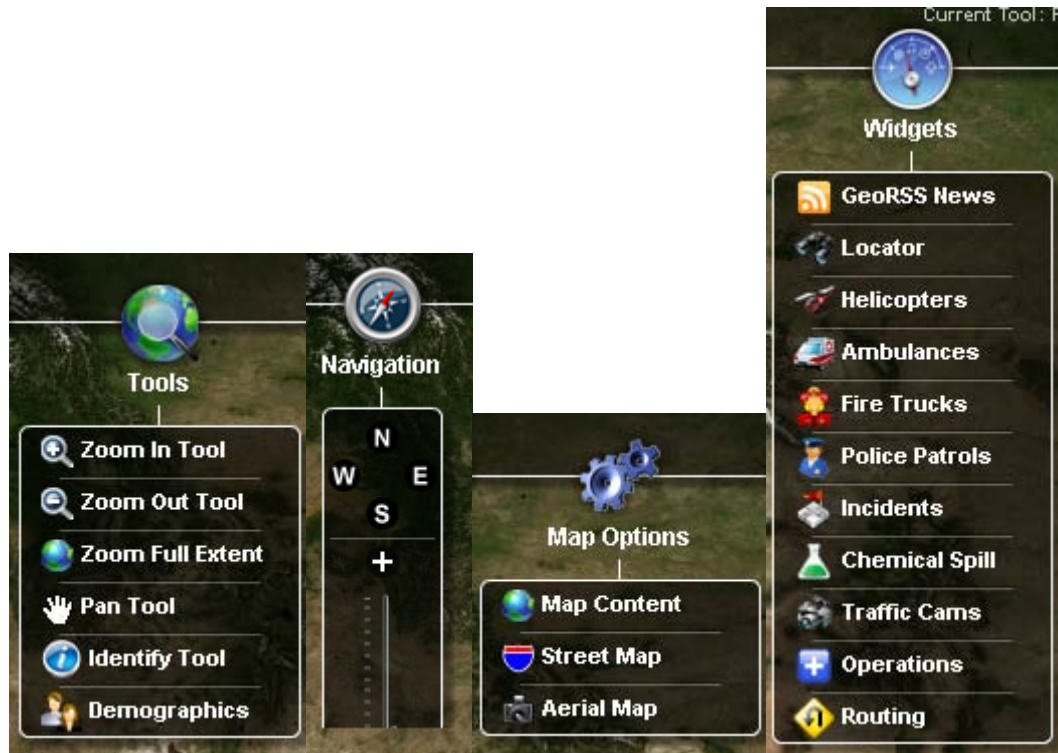 Tools
Zoom In Tool
Zoom Out Tool
Zoom Full Extent
Pan Tool
Identify Tool
Demographics
Navigation
N
W E
S
+
Map Options
Map Content
Street Map
Aerial Map
Current Tool:
Widgets
GeoRSS News
Locator
Helicopters
Ambulances
Fire Trucks
Police Patrols
Incidents
Chemical Spill
Traffic Cams
Operations
Routing